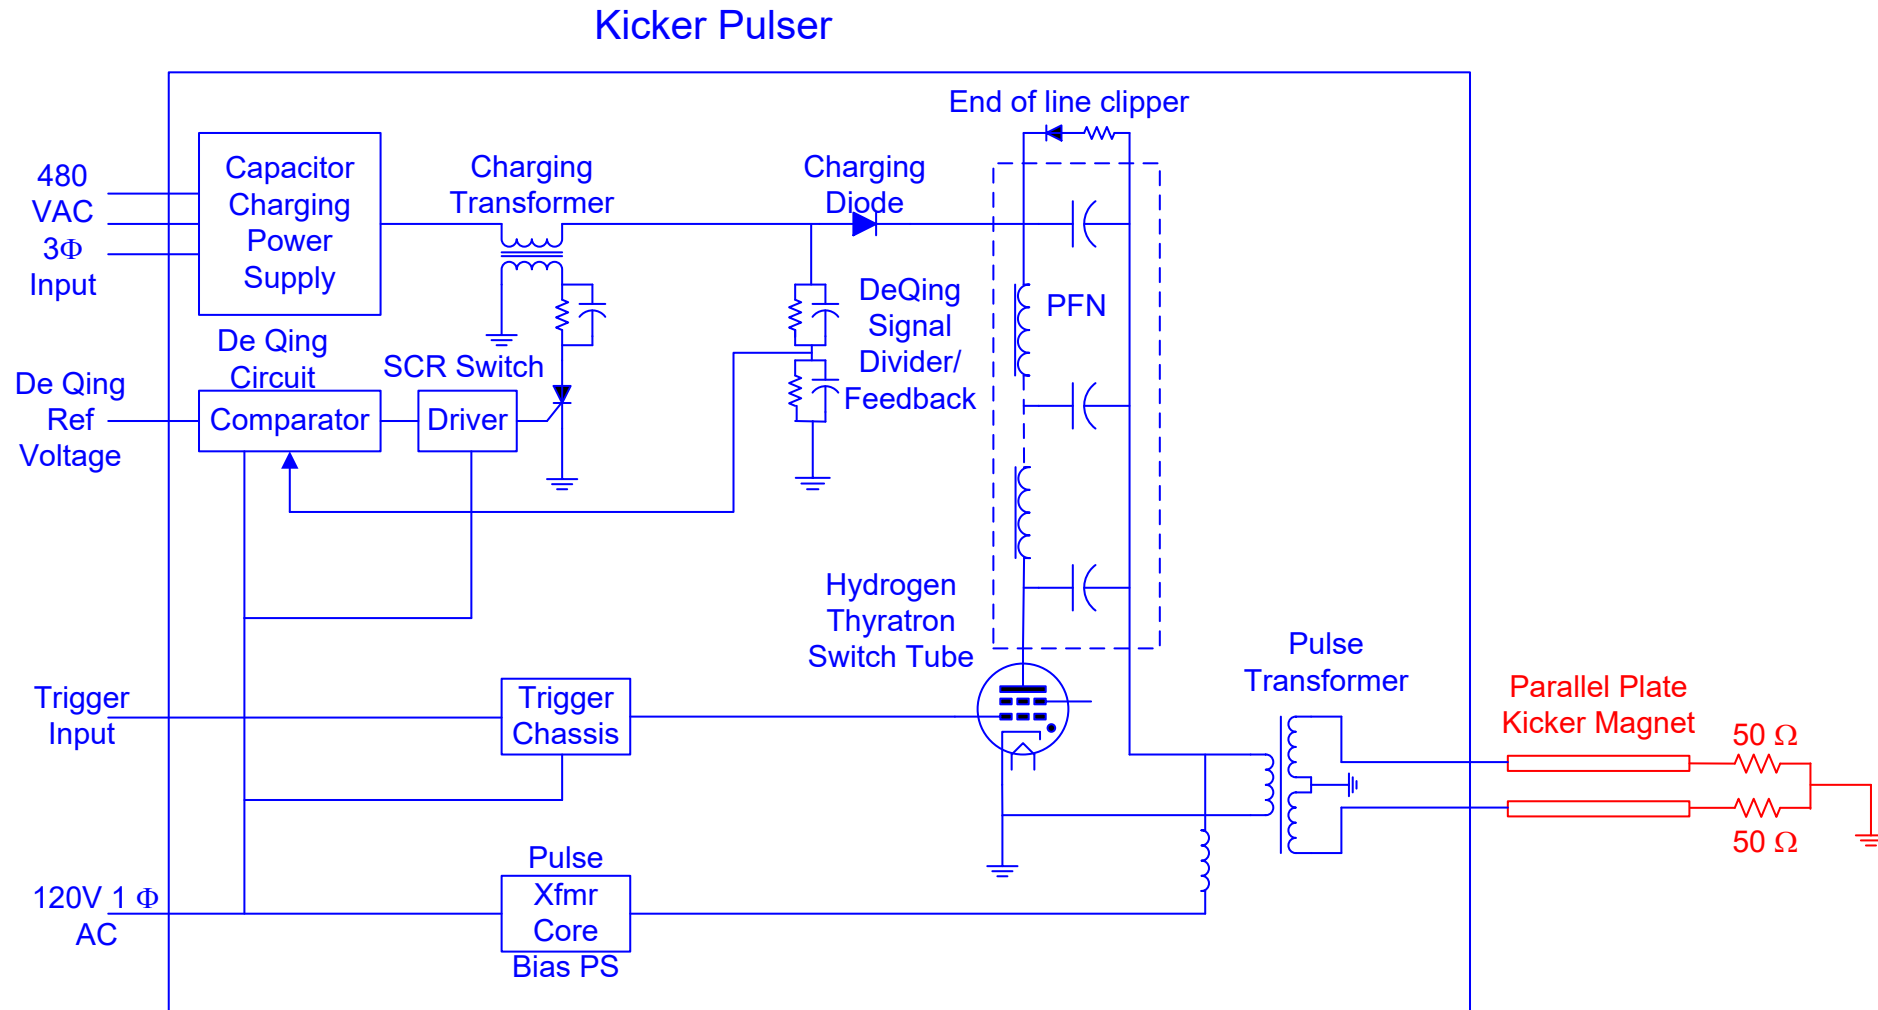 Kicker Pulser
End of line clipper
480
VAC
3Φ
Input
Capacitor
Charging
Power
Supply
Charging
Transformer
Charging
Diode
DeQing
Signal
Divider/
Feedback
PFN
De Qing
Circuit
SCR Switch
De Qing
Ref
Voltage
Comparator
Driver
Hydrogen
Thyratron
Switch Tube
Pulse
Transformer
Parallel Plate
Kicker Magnet
50 Ω
50 Ω
Trigger
Input
Trigger
Chassis
120V 1 Φ
AC
Pulse
Xfmr
Core
Bias PS